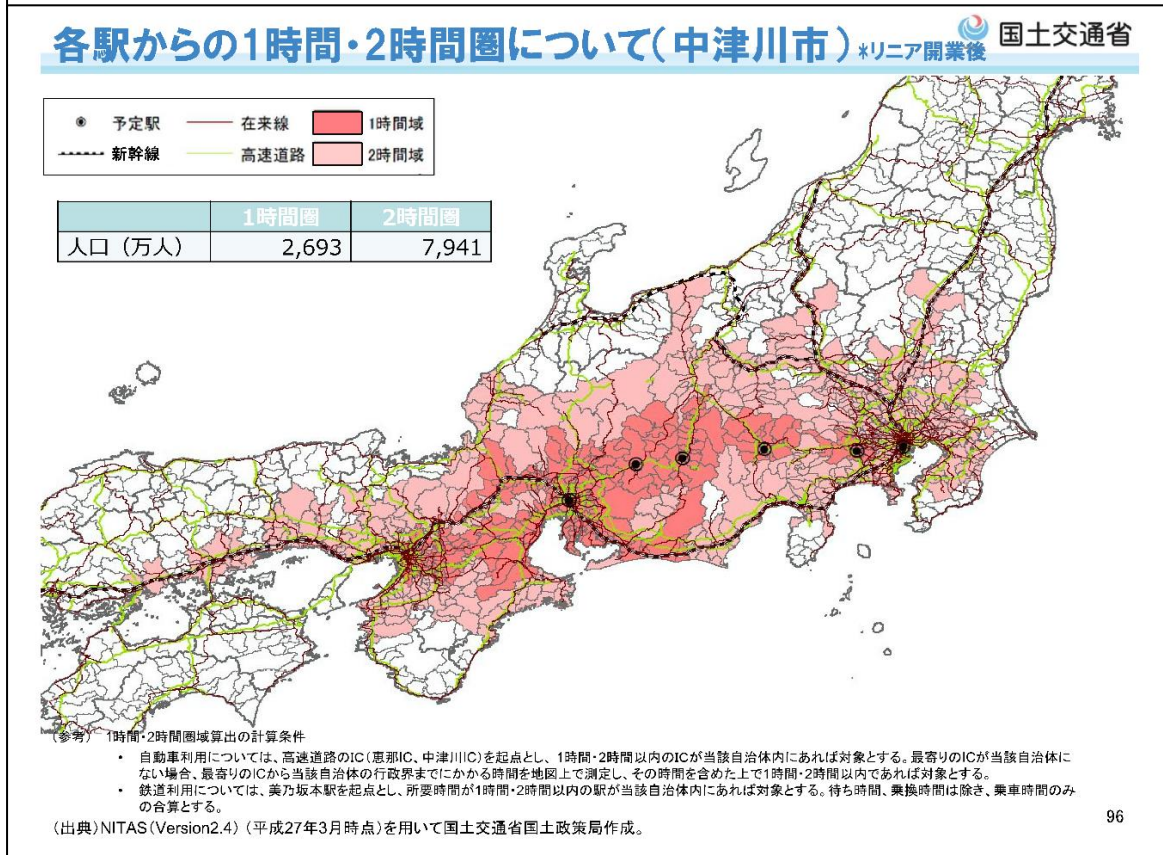 各駅からの1時間・2時間圏について(中津川市)*リニア開業後
国土交通省
予定駅 在来線 1時間域
新幹線 高速道路 2時間域
1時間圏 2時間圏
人口(万人) 2,693 7,941
(参考) 1時間・2時間圏域算出の計算条件
• 自動車利用については、高速道路のIC(恵那IC、中津川IC)を起点とし、1時間・2時間以内のICが当該自治体内にあれば対象とする。最寄りのICが当該自治体に
ない場合、最寄りのICから当該自治体の行政界までにかかる時間を地図上で測定し、その時間を含めた上で1時間・2時間以内であれば対象とする。
• 鉄道利用については、美乃坂本駅を起点とし、所要時間が1時間・2時間以内の駅が当該自治体内にあれば対象とする。待ち時間、乗換時間は除き、乗車時間のみ
の合算とする。
(出典)NITAS(Version2.4) (平成27年3月時点)を用いて国土交通省国土政策局作成。
96